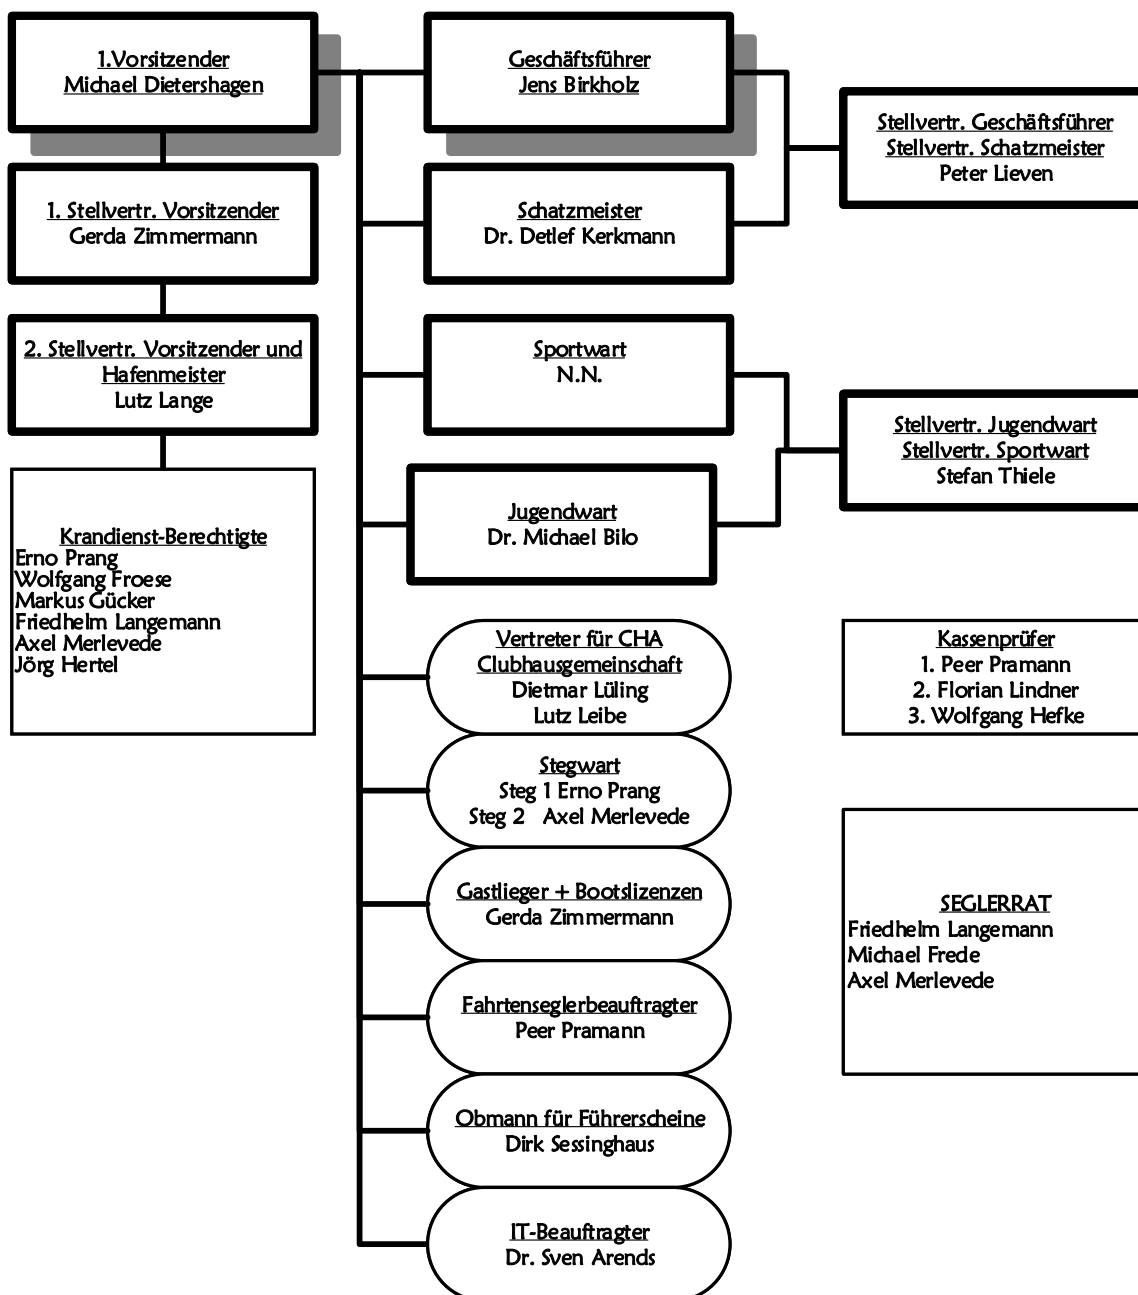 1.Vorsitzender
Michael Dietershagen
1. Stellvertr. Vorsitzender
Gerda Zimmermann
2. Stellvertr. Vorsitzender und
Hafenmeister
Lutz Lange
Krandienst-Berechtigte
Erno Prang
Wolfgang Froese
Markus Gücker
Friedhelm Langemann
Axel Merlevede
Jörg Hertel
Geschäftsführer
Jens Birkholz
Schatzmeister
Dr. Detlef Kerkmann
Sportwart
N.N.
Jugendwart
Dr. Michael Bilo
Vertreter für CHA
Clubhausgemeinschaft
Dietmar Lüling
Lutz Leibe
Stegwart
Steg 1 Erno Prang
Steg 2 Axel Merlevede
Gastlieger + Bootslizenzen
Gerda Zimmermann
Fahrtenseglerbeauftragter
Peer Pramann
Obmann für Führerscheine
Dirk Sessinghaus
IT-Beauftragter
Dr. Sven Arends
Stellvertr. Geschäftsführer
Stellvertr. Schatzmeister
Peter Lieven
Stellvertr. Jugendwart
Stellvertr. Sportwart
Stefan Thiele
Kassenprüfer
1. Peer Pramann
2. Florian Lindner
3. Wolfgang Hefke
SEGLERRAT
Friedhelm Langemann
Michael Frede
Axel Merlevede